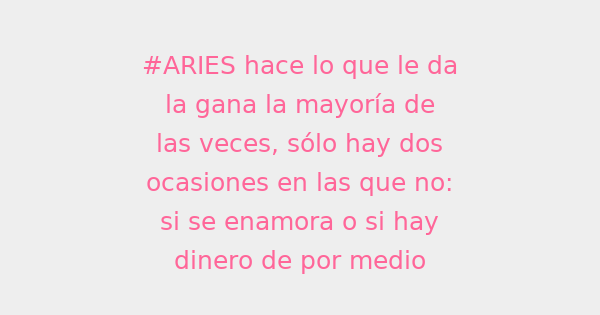 #ARIES hace lo que le da
la gana la mayoría de
las veces, sólo hay dos
ocasiones en las que no:
si se enamora o si hay
dinero de por medio